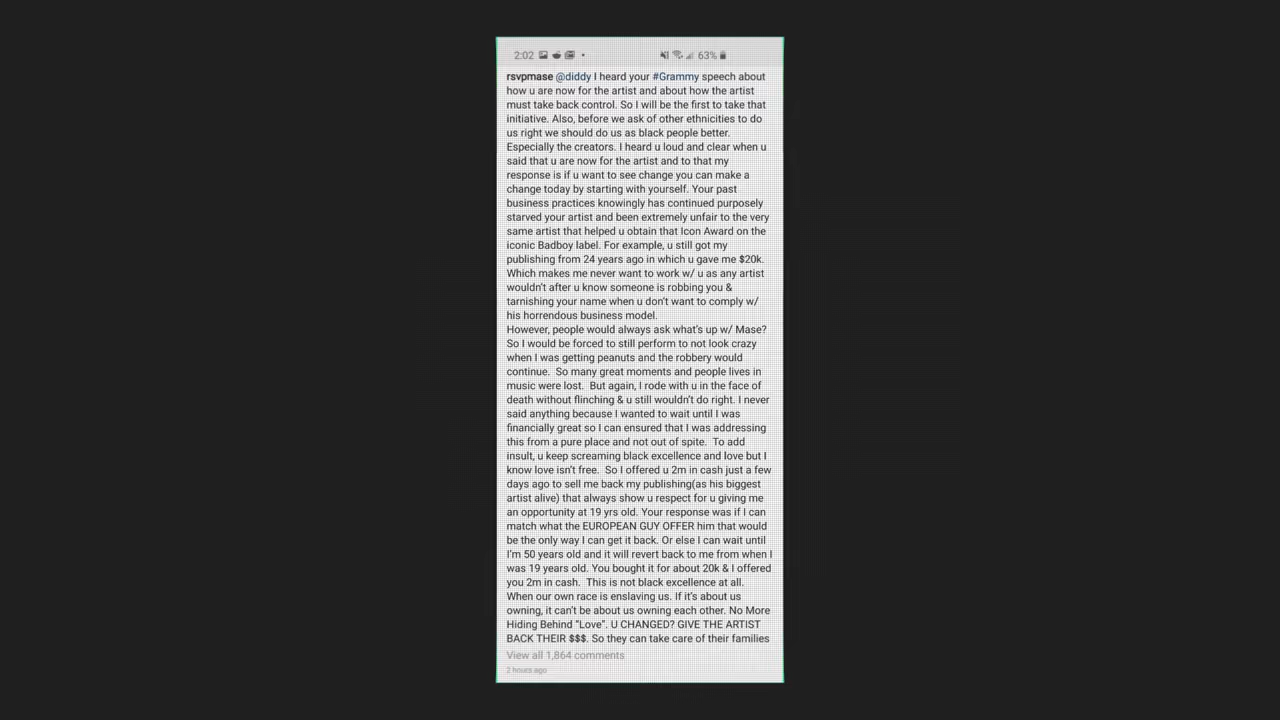 2:02 63%
rsvpmase @diddy I heard your #Grammy speech about
how u are now for the artist and about how the artist
must take back control. So I will be the first to take that
initiative. Also, before we ask of other ethnicities to do
us right we should do us as black people better.
Especially the creators. I heard u loud and clear when u
said that u are now for the artist and to that my
response is if u want to see change you can make a
change today by starting with yourself. Your past
business practices knowingly has continued purposely
starved your artist and been extremely unfair to the very
same artist that helped u obtain that Icon Award on the
iconic Badboy label. For example, u still got my
publishing from 24 years ago in which u gave me $20k.
Which makes me never want to work w/ u as any artist
wouldn't after u know someone is robbing you &
tarnishing your name when u don't want to comply w/
his horrendous business model.
However, people would always ask what's up w/ Mase?
So I would be forced to still perform to not look crazy
when I was getting peanuts and the robbery would
continue.  So many great moments and people lives in
music were lost.  But again, I rode with u in the face of
death without flinching & u still wouldn't do right. I never
said anything because I wanted to wait until I was
financially great so I can ensured that I was addressing
this from a pure place and not out of spite.  To add
insult, u keep screaming black excellence and love but I
know love isn't free.  So I offered u 2m in cash just a few
days ago to sell me back my publishing(as his biggest
artist alive) that always show u respect for u giving me
an opportunity at 19 yrs old. Your response was if I can
match what the EUROPEAN GUY OFFER him that would
be the only way I can get it back. Or else I can wait until
I'm 50 years old and it will revert back to me from when I
was 19 years old. You bought it for about 20k & I offered
you 2m in cash.  This is not black excellence at all.
When our own race is enslaving us. If it's about us
owning, it can't be about us owning each other. No More
Hiding Behind "Love". U CHANGED? GIVE THE ARTIST
BACK THEIR $$$. So they can take care of their families
View all 1,864 comments
2 hours ago